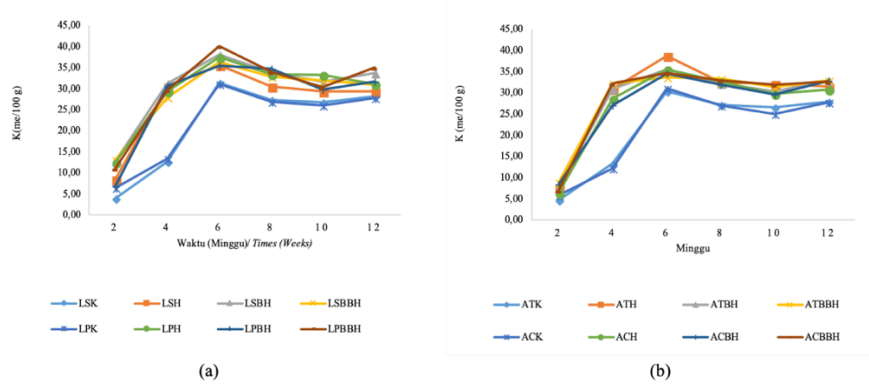 45,00
40,00
35,00
30,00
25,00
20,00
15,00
10,00
5,00
0,00
K(me/100 g)
2 4 6 8 10 12
Waktu (Minggu)/ Times (Weeks)
LSK LSH LSBH LSBBH
LPK LPH LPBH LPBBH
(a)
45,00
40,00
35,00
30,00
25,00
20,00
15,00
10,00
5,00
0,00
K (me/100 g)
2 4 6 8 10 12
Minggu
ATK ATH ATBH ATBBH
ACK ACH ACBH ACBBH
(b)